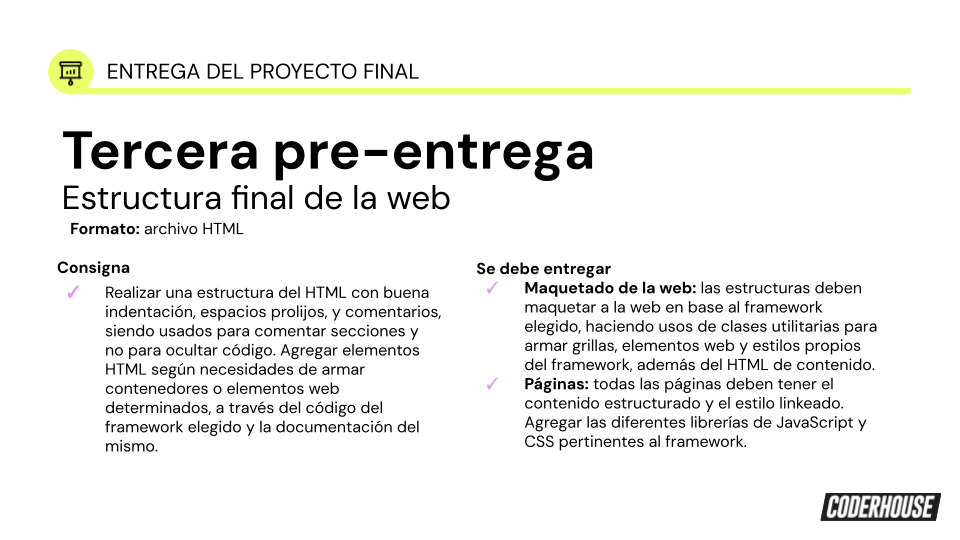 ENTREGA DEL PROYECTO FINAL
Tercera pre-entrega
Estructura final de la web
Formato: archivo HTML
Consigna
✓ Realizar una estructura del HTML con buena
indentación, espacios prolijos, y comentarios,
siendo usados para comentar secciones y
no para ocultar código. Agregar elementos
HTML según necesidades de armar
contenedores o elementos web
determinados, a través del código del
framework elegido y la documentación del
mismo.
Se debe entregar
✓ Maquetado de la web: las estructuras deben
maquetar a la web en base al framework
elegido, haciendo usos de clases utilitarias para
armar grillas, elementos web y estilos propios
del framework, además del HTML de contenido.
✓ Páginas: todas las páginas deben tener el
contenido estructurado y el estilo linkeado.
Agregar las diferentes librerías de JavaScript y
CSS pertinentes al framework.
CODERHOUSE